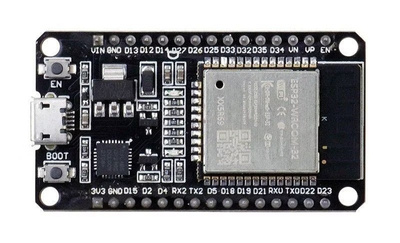 VIN GND D13 D12 D14 D27 D26 D25 D33 D32 D35 D34 VN VP EN
EN
BOOT
3V3 GND D15 D2 D4 RX2 TX2 D5 D18 D19 D21 RX0 TX0 D22 D23